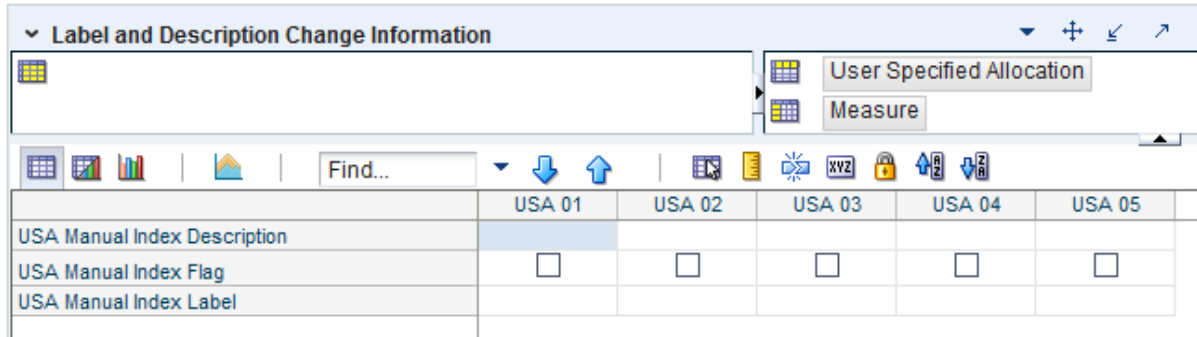 Label and Description Change Information
User Specified Allocation
Measure
Find...
XYZ
USA 01 USA 02 USA 03 USA 04 USA 05
USA Manual Index Description
USA Manual Index Flag
USA Manual Index Label